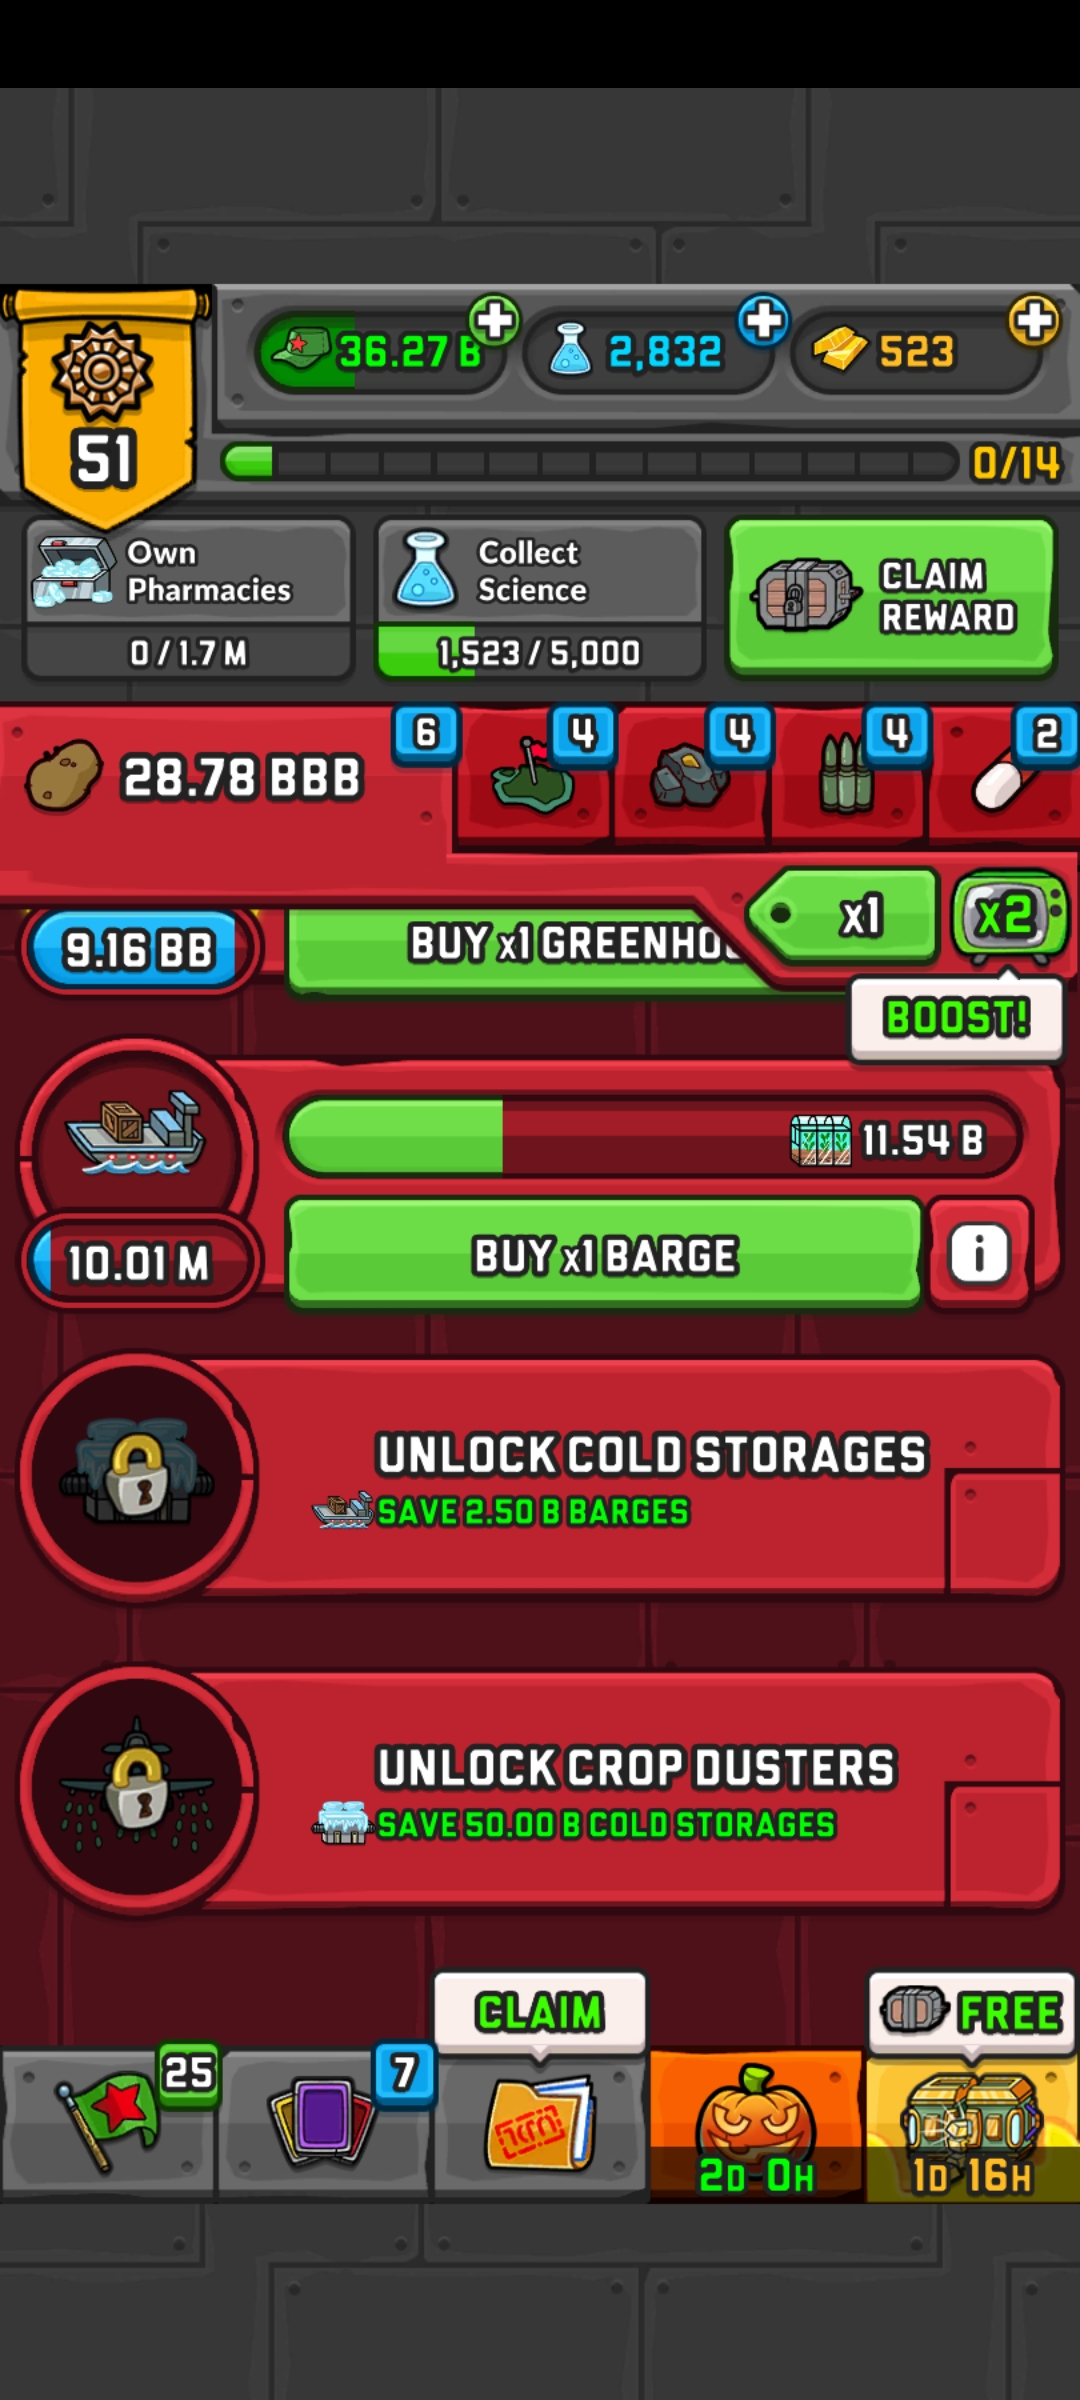 51
36.27 B
2,832
523
0/14
Own
Pharmacies
0 / 1.7 M
Collect
Science
1,523 / 5,000
CLAIM
REWARD
28.78 BBB
6
4
4
4
2
x1
x2
BOOST!
9.16 BB
BUY x1
11.54 B
10.01 M
BUY x1 BARGE
i
UNLOCK COLD STORAGES
SAVE 2.50 B BARGES
UNLOCK CROP DUSTERS
SAVE 50.00 B COLD STORAGES
25
7
CLAIM
2D 0H
FREE
1D 16H